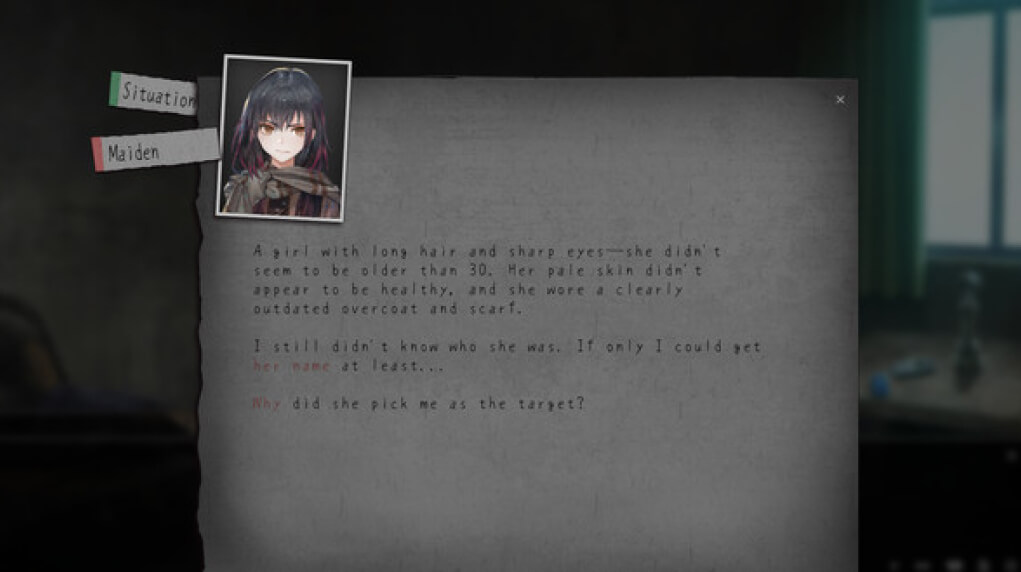 Situation
Maiden
A girl with long hair and sharp eyes—she didn't
seem to be older than 30. Her pale skin didn't
appear to be healthy, and she wore a clearly
outdated overcoat and scarf.
I still didn't know who she was. If only I could get
her name at least...
Why did she pick me as the target?